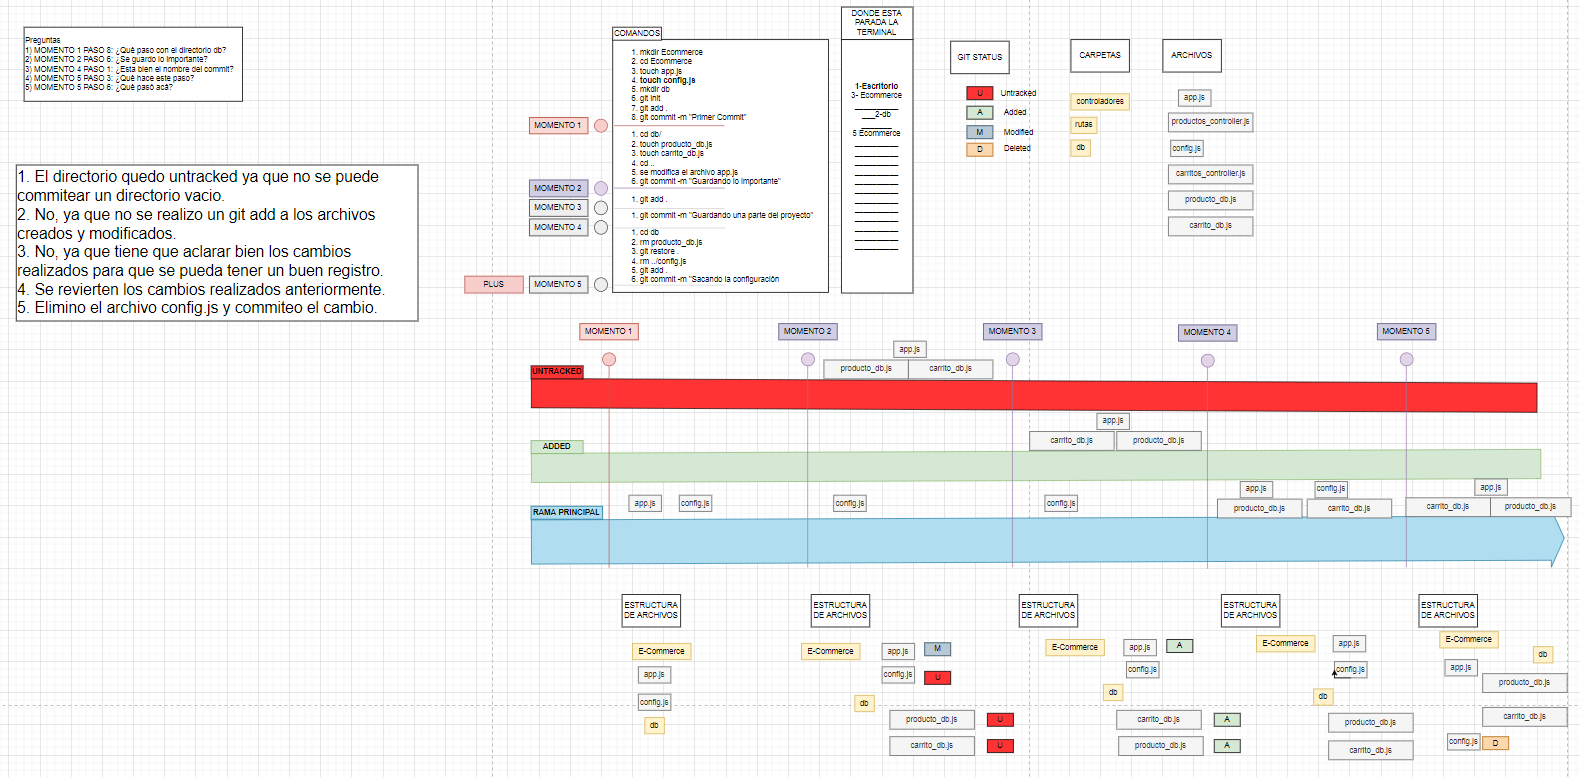 Preguntas
1) MOMENTO 1 PASO 8: ¿Qué paso con el directorio db?
2) MOMENTO 2 PASO 6: ¿Se guardo lo importante?
3) MOMENTO 4 PASO 1: ¿Esta bien el nombre del commit?
4) MOMENTO 5 PASO 3: ¿Qué hace este paso?
5) MOMENTO 5 PASO 6: ¿Qué pasó acá?
1. El directorio quedo untracked ya que no se puede
commitear un directorio vacio.
2. No, ya que no se realizo un git add a los archivos
creados y modificados.
3. No, ya que tiene que aclarar bien los cambios
realizados para que se pueda tener un buen registro.
4. Se revierten los cambios realizados anteriormente.
5. Elimino el archivo config.js y commiteo el cambio.
COMANDOS
1. mkdir Ecommerce
2. cd Ecommerce
3. touch app.js
4. touch config.js
5. mkdir db
6. git init
7. git add .
8. git commit -m "Primer Commit"
MOMENTO 1
1. cd db/
2. touch producto_db.js
3. touch carrito_db.js
4. cd ..
5. se modifica el archivo app.js
6. git commit -m "Guardando lo Importante"
MOMENTO 2
1. git add .
MOMENTO 3
1. git commit -m "Guardando una parte del proyecto"
MOMENTO 4
1. cd db
2. rm producto_db.js
3. git restore .
4. rm ../config.js
5. git add .
6. git commit -m "Sacando la configuración
PLUS
MOMENTO 5
DONDE ESTA
PARADA LA
TERMINAL
1-Escritorio
3- Ecommerce
___2-db
5 Ecommerce
GIT STATUS
U Untracked
A Added
M Modified
D Deleted
CARPETAS
controladores
rutas
db
ARCHIVOS
app.js
productos_controller.js
config.js
carritos_controller.js
producto_db.js
carrito_db.js
MOMENTO 1 MOMENTO 2 MOMENTO 3 MOMENTO 4 MOMENTO 5
app.js
UNTRACKED producto_db.js carrito_db.js
app.js
ADDED carrito_db.js producto_db.js
app.js config.js app.js
app.js config.js config.js config.js
RAMA PRINCIPAL producto_db.js carrito_db.js carrito_db.js producto_db.js
ESTRUCTURA
DE ARCHIVOS
E-Commerce
app.js
config.js
db
ESTRUCTURA
DE ARCHIVOS
E-Commerce app.js M
config.js U
db
producto_db.js U
carrito_db.js U
ESTRUCTURA
DE ARCHIVOS
E-Commerce app.js A
config.js
db
carrito_db.js A
producto_db.js A
ESTRUCTURA
DE ARCHIVOS
E-Commerce app.js
config.js
db
producto_db.js
carrito_db.js
ESTRUCTURA
DE ARCHIVOS
E-Commerce
db
app.js
producto_db.js
carrito_db.js
config.js D